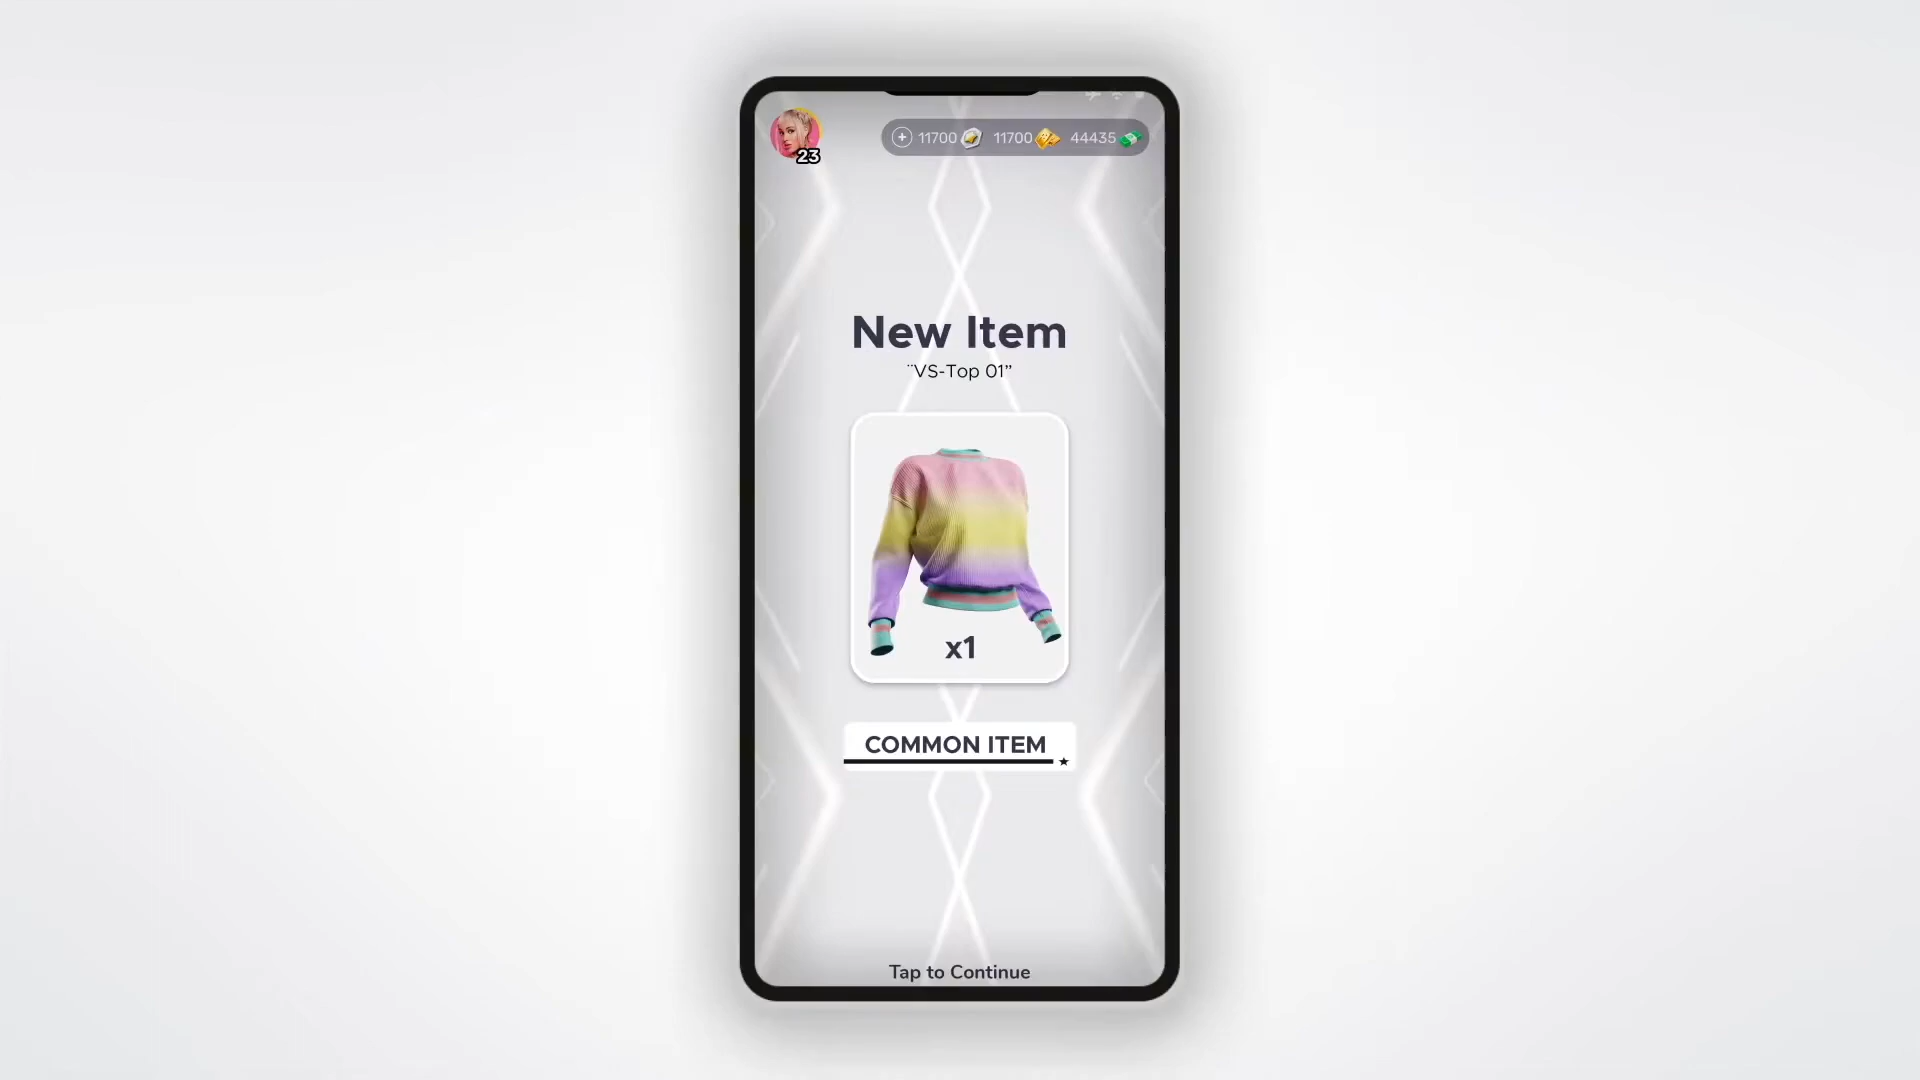 23
11700 11700 44435
New Item
¨VS-Top 01”
x1
COMMON ITEM
Tap to Continue